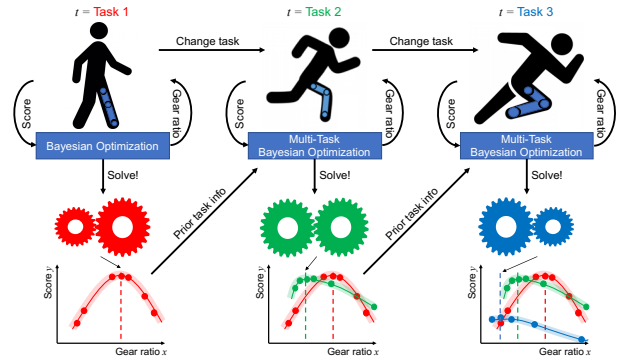 t = Task 1
t = Task 2
t = Task 3
Change task
Change task
Score
Gear ratio
Score
Gear ratio
Score
Gear ratio
Bayesian Optimization
Multi-Task
Bayesian Optimization
Multi-Task
Bayesian Optimization
Solve!
Solve!
Solve!
Prior task info
Prior task info
Score y
Gear ratio x
Score y
Gear ratio x
Score y
Gear ratio x